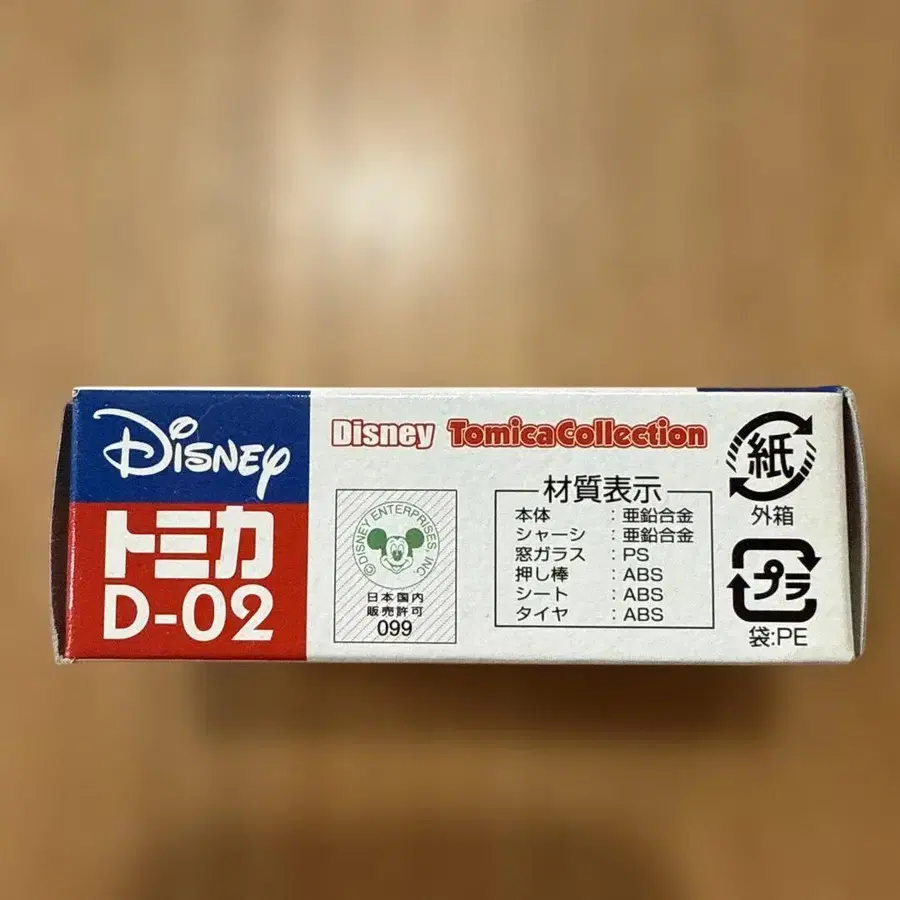 DISNEY
トミカ
D-02
Disney TomicaCollection
©DISNEY ENTERPRISES, INC.
日本国内
販売許可
099
材質表示
本体 : 亜鉛合金
シャーシ : 亜鉛合金
窓ガラス : PS
押し棒 : ABS
シート : ABS
タイヤ : ABS
紙
外箱
プラ
袋:PE